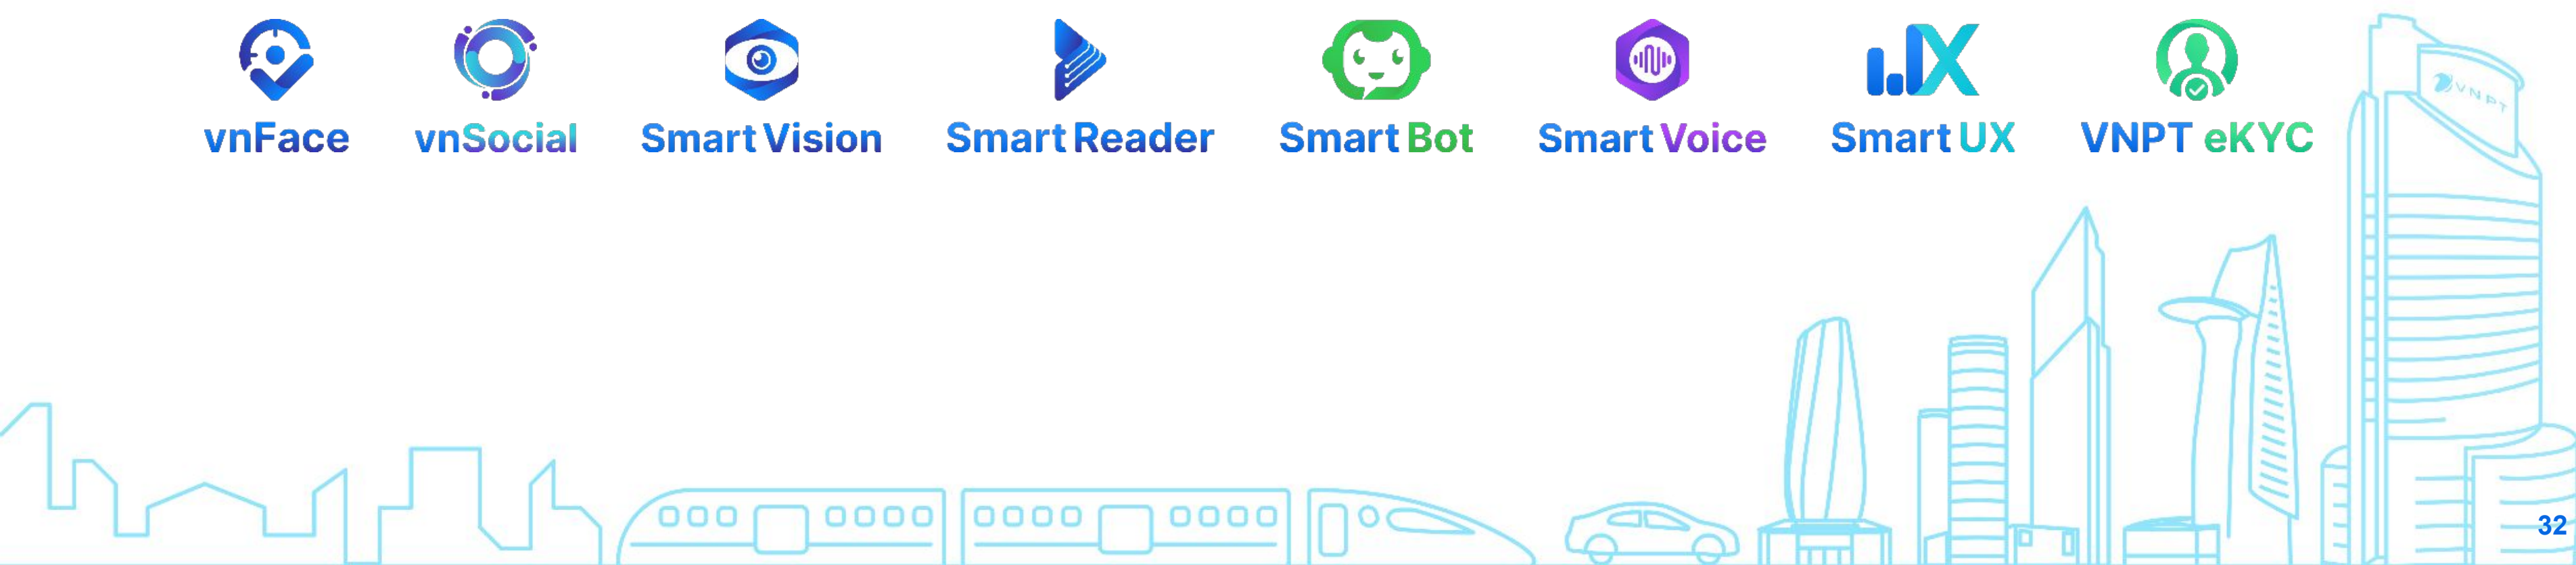 vnFace vnSocial Smart Vision Smart Reader Smart Bot Smart Voice Smart UX VNPT eKYC
VNPT
32